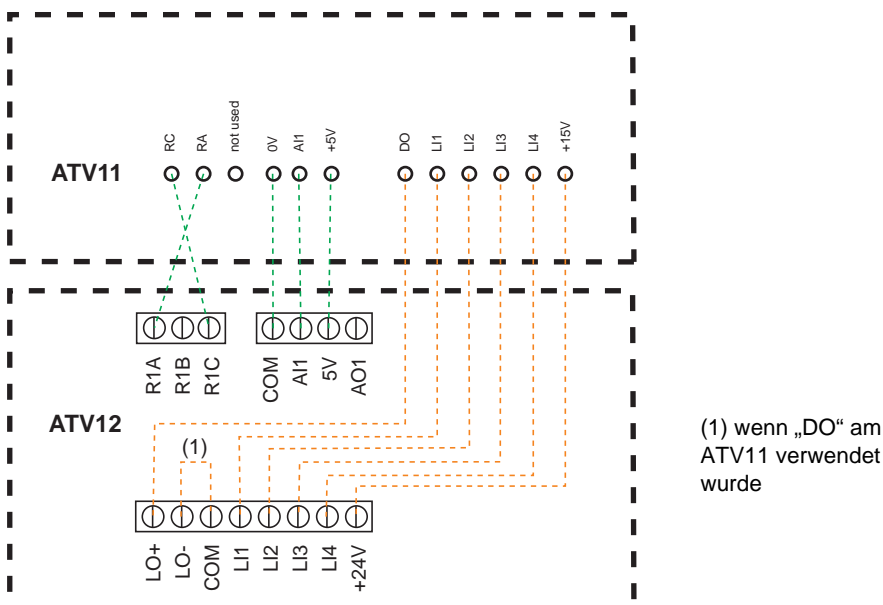 RC
RA
not used
0V
AI1
+5V
DO
LI1
LI2
LI3
LI4
+15V
ATV11
R1A
R1B
R1C
COM
AI1
5V
AO1
ATV12
(1)
(1) wenn „DO“ am
ATV11 verwendet
wurde
LO+
LO-
COM
LI1
LI2
LI3
LI4
+24V